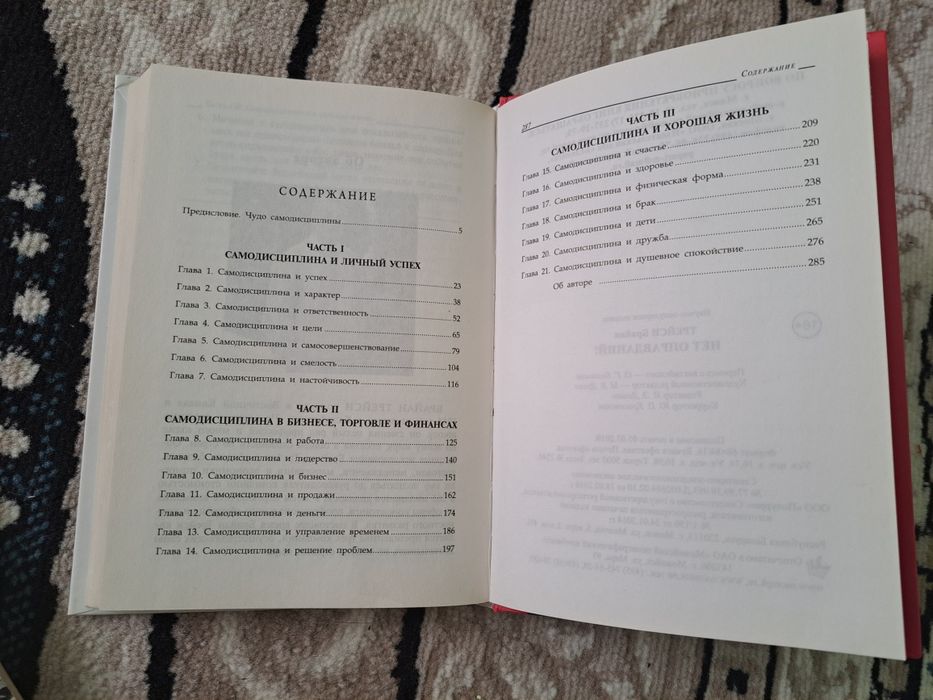 СОДЕРЖАНИЕ
Предисловие. Чудо самодисциплины 5
ЧАСТЬ I
САМОДИСЦИПЛИНА И ЛИЧНЫЙ УСПЕХ
Глава 1. Самодисциплина и успех 23
Глава 2. Самодисциплина и характер 38
Глава 3. Самодисциплина и ответственность 52
Глава 4. Самодисциплина и цели 65
Глава 5. Самодисциплина и самосовершенствование 79
Глава 6. Самодисциплина и смелость 104
Глава 7. Самодисциплина и настойчивость 116
ЧАСТЬ II
САМОДИСЦИПЛИНА В БИЗНЕСЕ, ТОРГОВЛЕ И ФИНАНСАХ
Глава 8. Самодисциплина и работа 125
Глава 9. Самодисциплина и лидерство 140
Глава 10. Самодисциплина и бизнес 151
Глава 11. Самодисциплина и продажи 162
Глава 12. Самодисциплина и деньги 174
Глава 13. Самодисциплина и управление временем 186
Глава 14. Самодисциплина и решение проблем 197
287 Содержание
ЧАСТЬ III
САМОДИСЦИПЛИНА И ХОРОШАЯ ЖИЗНЬ
Глава 15. Самодисциплина и счастье 209
Глава 16. Самодисциплина и здоровье 220
Глава 17. Самодисциплина и физическая форма 231
Глава 18. Самодисциплина и брак 238
Глава 19. Самодисциплина и дети 251
Глава 20. Самодисциплина и дружба 265
Глава 21. Самодисциплина и душевное спокойствие 276
Об авторе 285